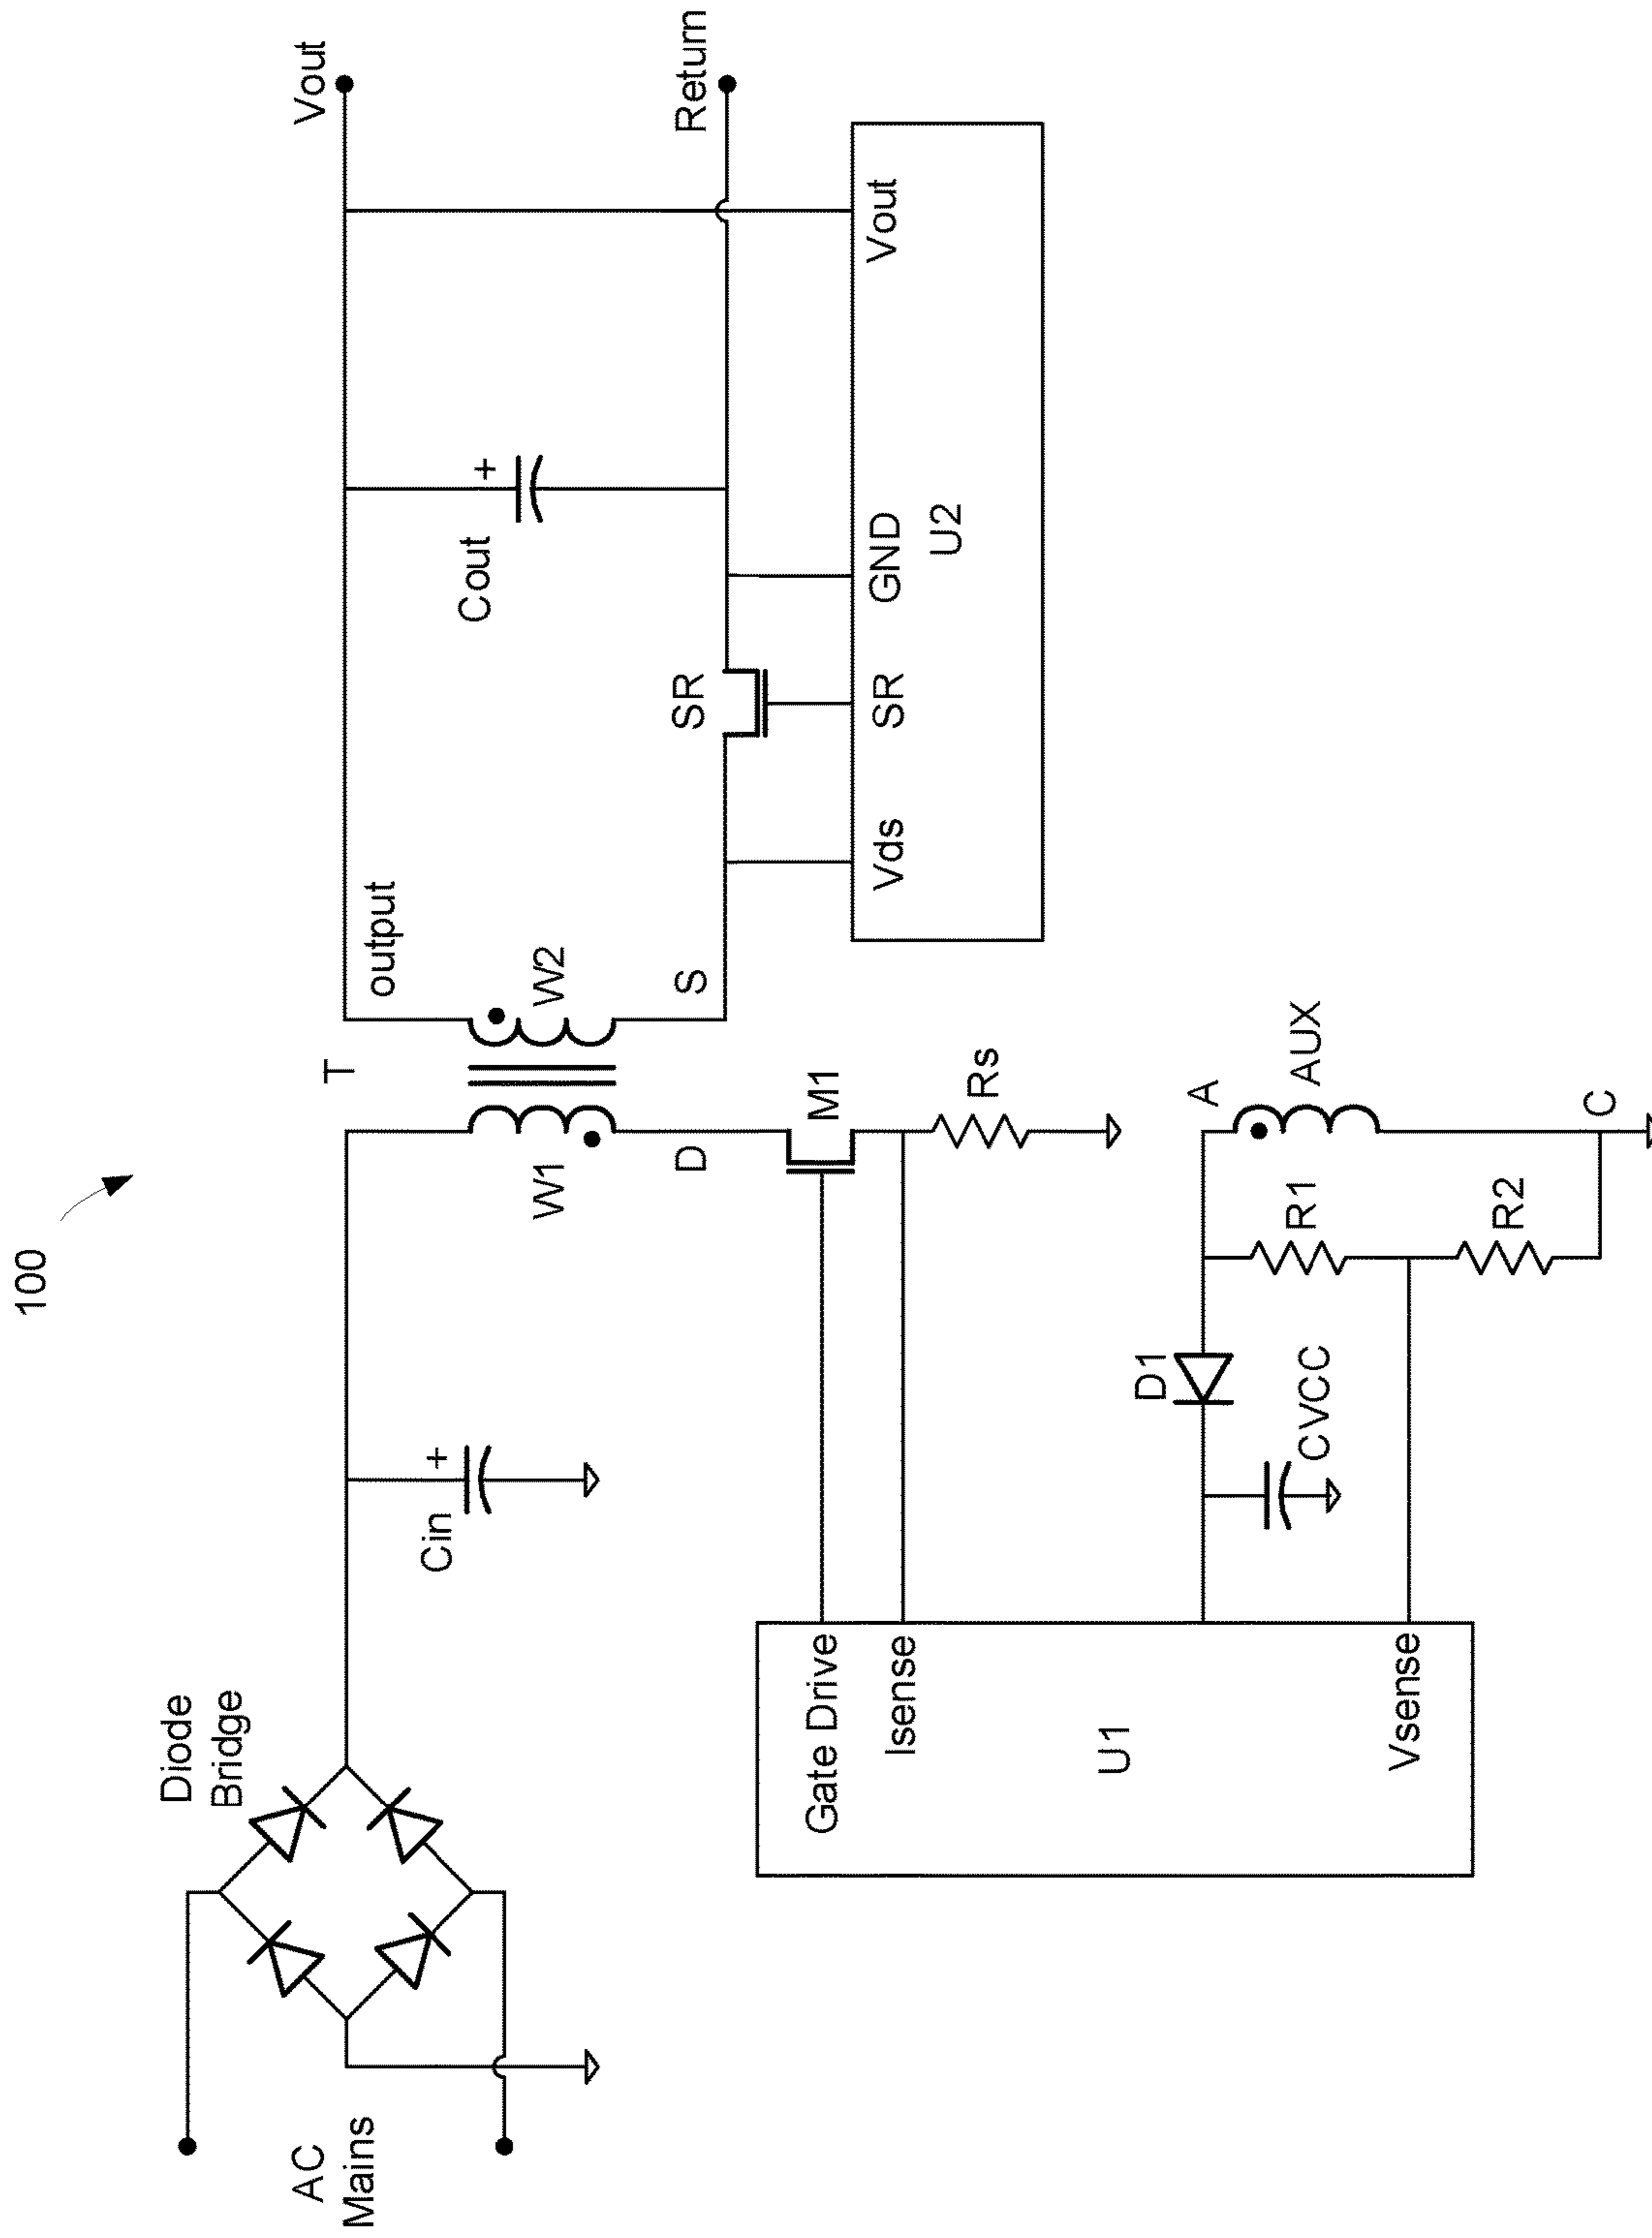 100
Diode
Bridge
AC
Mains
Cin
+
T
W1
W2
output
D
S
M1
Rs
Cout
+
SR
Vout
Return
Vds
SR
GND
Vout
U2
Gate Drive
Isense
U1
Vsense
D1
CVCC
R1
R2
A
AUX
C